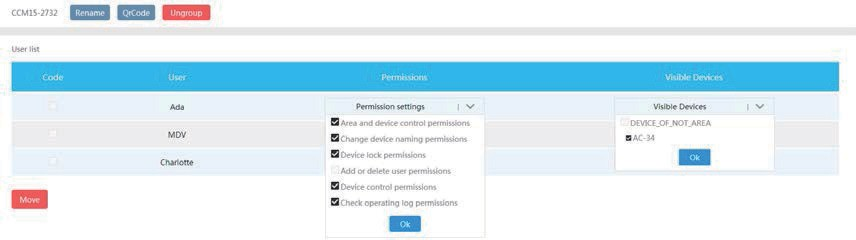 CCM15-2732 Rename QrCode Ungroup
User list
Code User Permissions Visible Devices
Ada Permission settings Visible Devices
Area and device control permissions DEVICE_OF_NOT_AREA
MDV Change device naming permissions AC-34
Device lock permissions Ok
Charlotte Add or delete user permissions
Device control permissions
Move Check operating log permissions
Ok